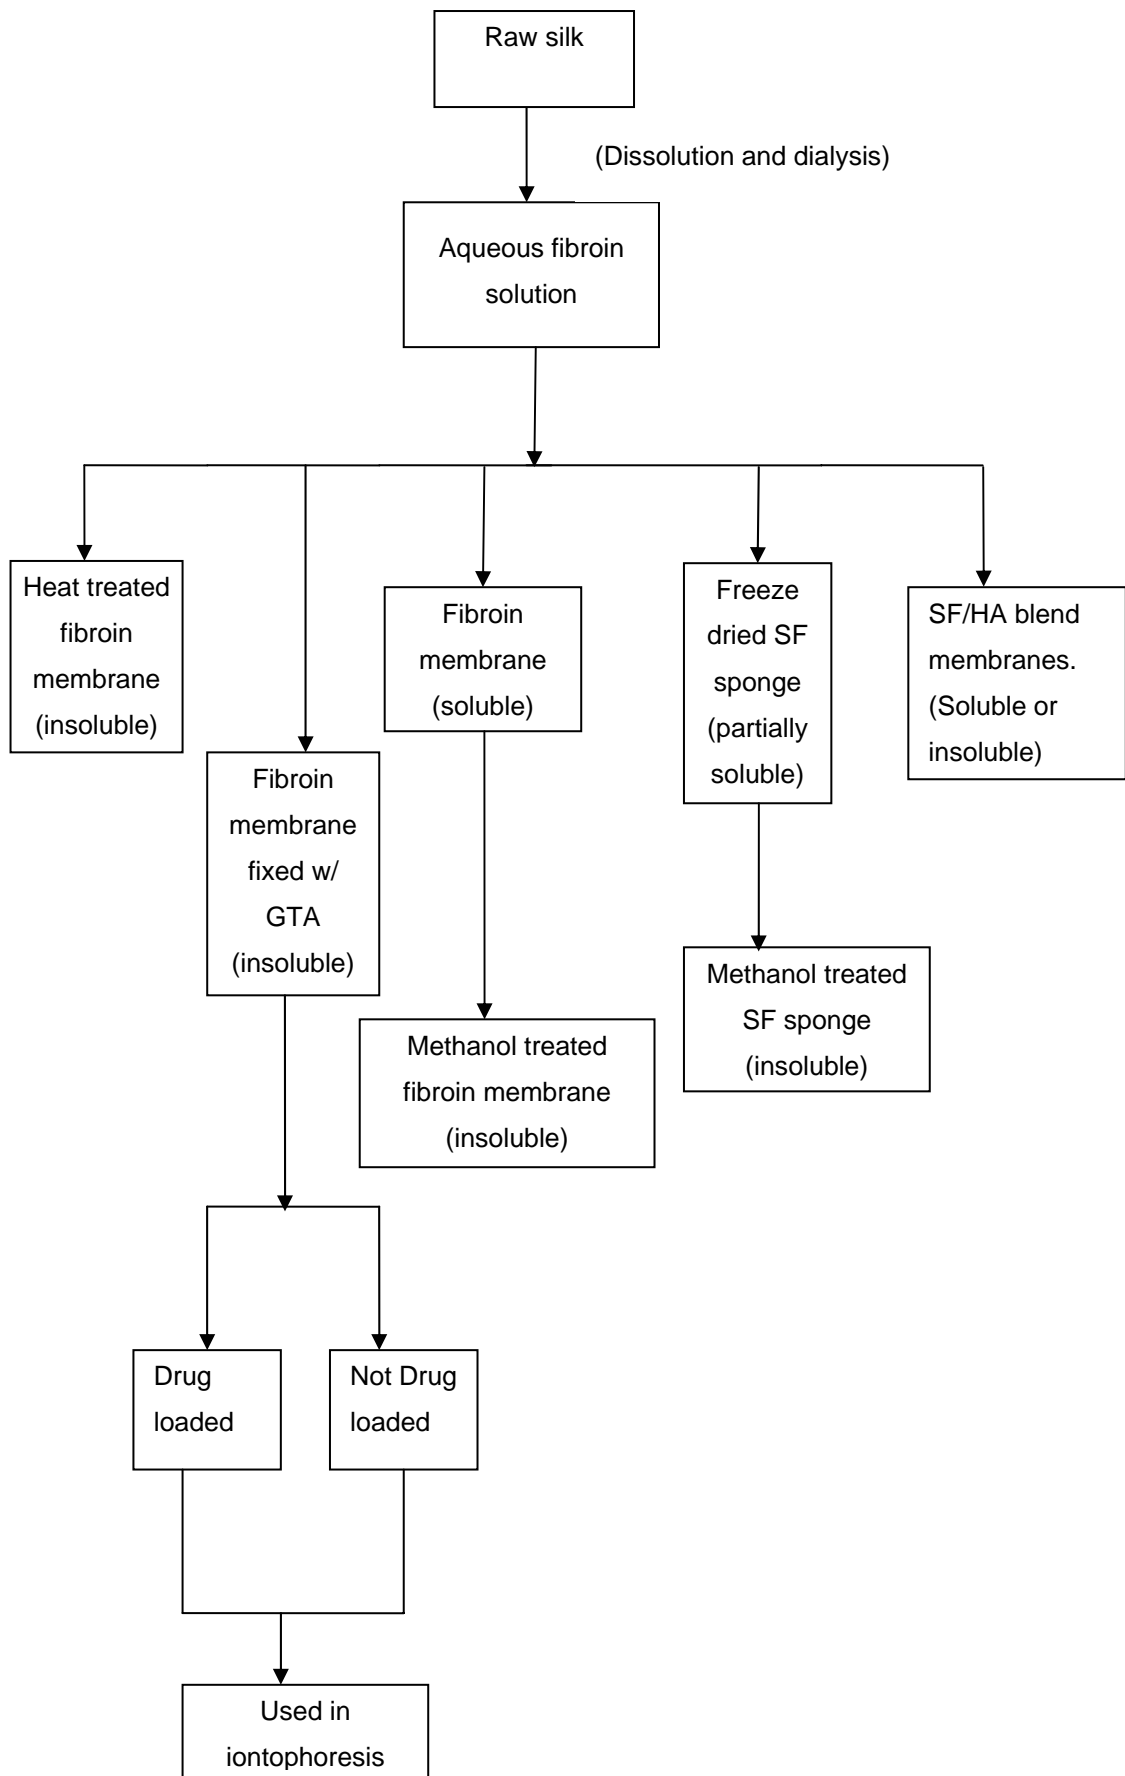 Raw silk
(Dissolution and dialysis)
Aqueous fibroin
solution
Heat treated
fibroin
membrane
(insoluble)
Fibroin
membrane
fixed w/
GTA
(insoluble)
Fibroin
membrane
(soluble)
Freeze
dried SF
sponge
(partially
soluble)
SF/HA blend
membranes.
(Soluble or
insoluble)
Methanol treated
fibroin membrane
(insoluble)
Methanol treated
SF sponge
(insoluble)
Drug
loaded
Not Drug
loaded
Used in
iontophoresis